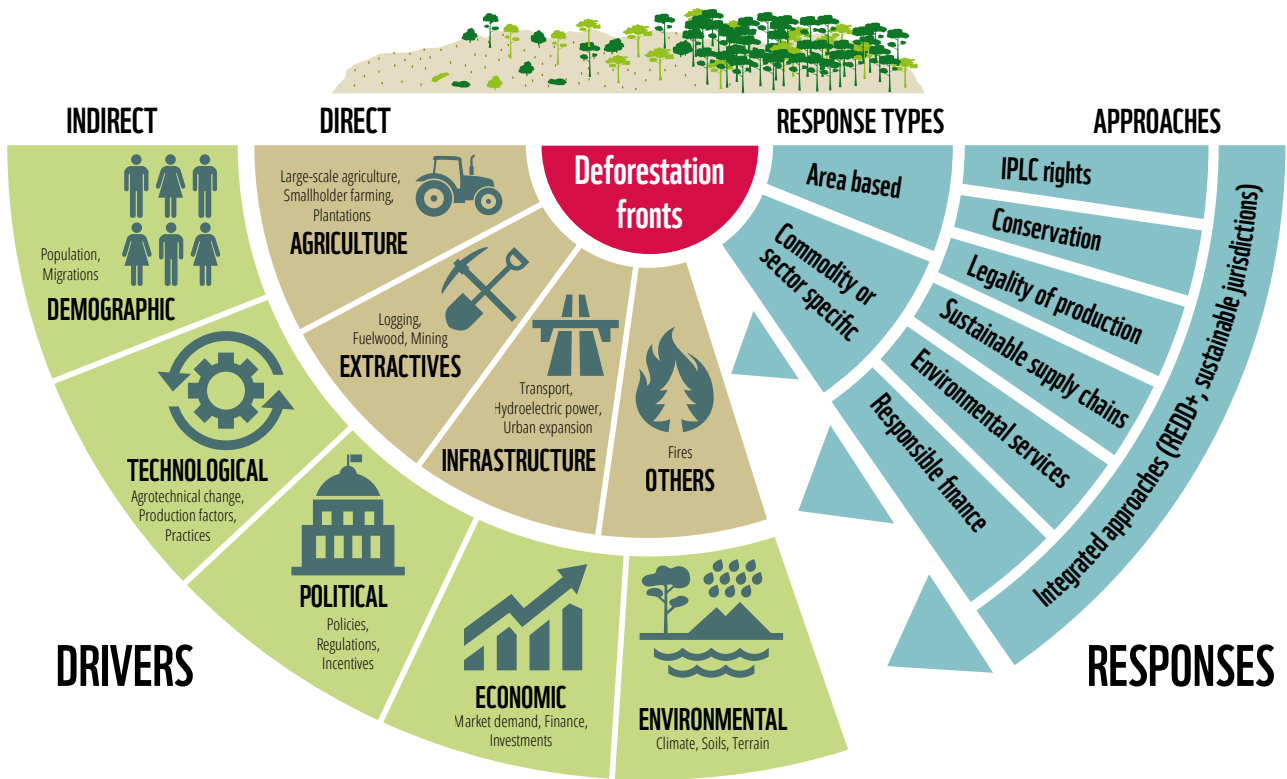 INDIRECT
DIRECT
RESPONSE TYPES
APPROACHES
Deforestation
fronts
Population,
Migrations
DEMOGRAPHIC
TECHNOLOGICAL
Agrotechnical change,
Production factors,
Practices
POLITICAL
Policies,
Regulations,
Incentives
ECONOMIC
Market demand, Finance,
Investments
ENVIRONMENTAL
Climate, Soils, Terrain
Large-scale agriculture,
Smallholder farming,
Plantations
AGRICULTURE
Logging,
Fuelwood, Mining
EXTRACTIVES
Transport,
Hydroelectric power,
Urban expansion
INFRASTRUCTURE
Fires
OTHERS
Area based
Commodity or
sector specific
IPLC rights
Conservation
Legality of production
Sustainable supply chains
Environmental services
Responsible finance
Integrated approaches (REDD+, sustainable jurisdictions)
DRIVERS
RESPONSES